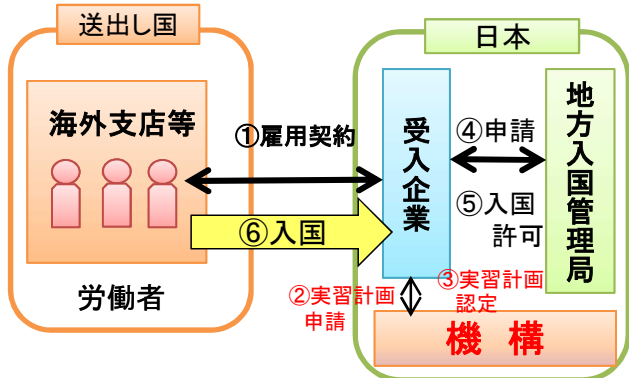 送出し国
日本
海外支店等
①雇用契約
受入企業
④申請
地方入国管理局
⑤入国
許可
⑥入国
労働者
②実習計画
申請
③実習計画
認定
機 構